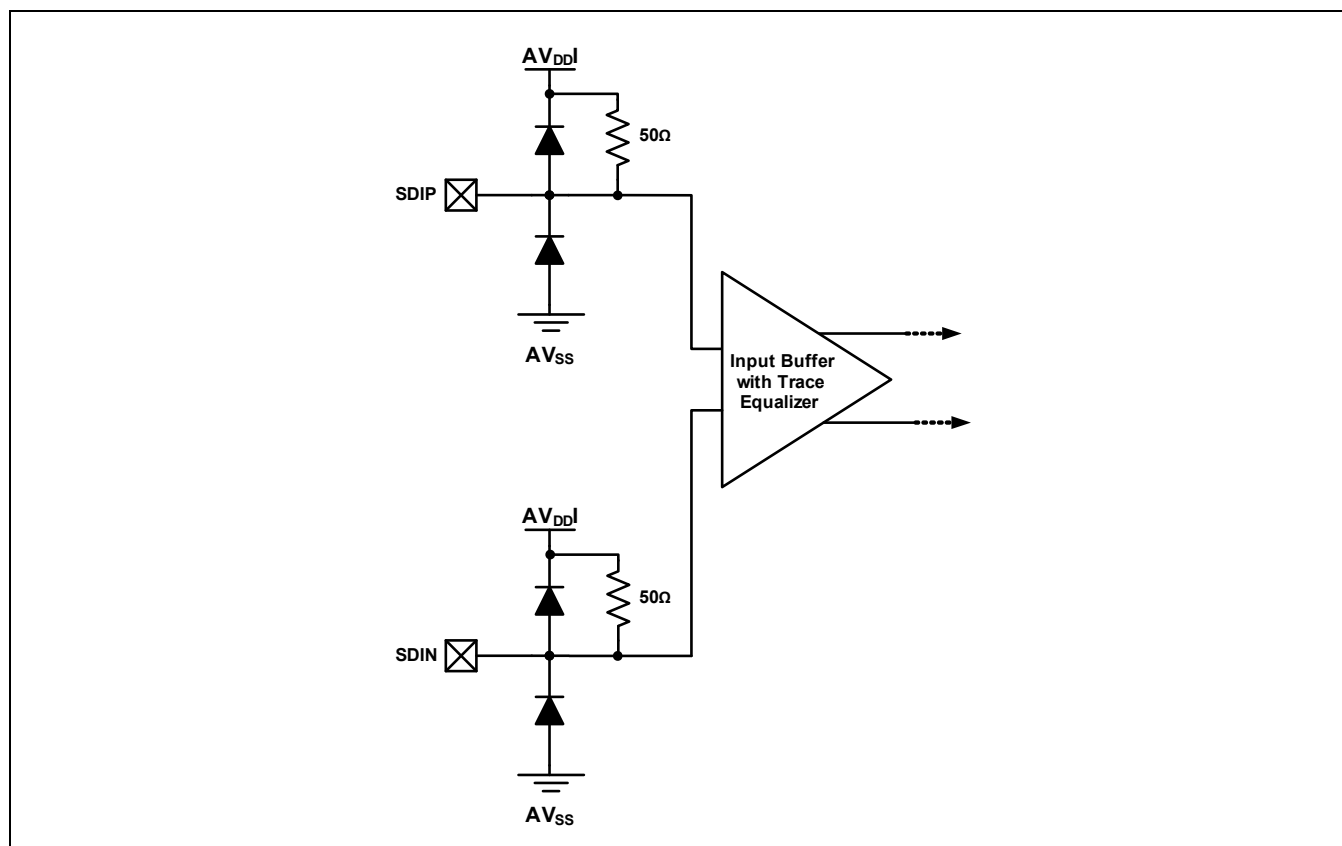 AVDDI
50Ω
SDIP
AVSS
Input Buffer
with Trace
Equalizer
AVDDI
50Ω
SDIN
AVSS